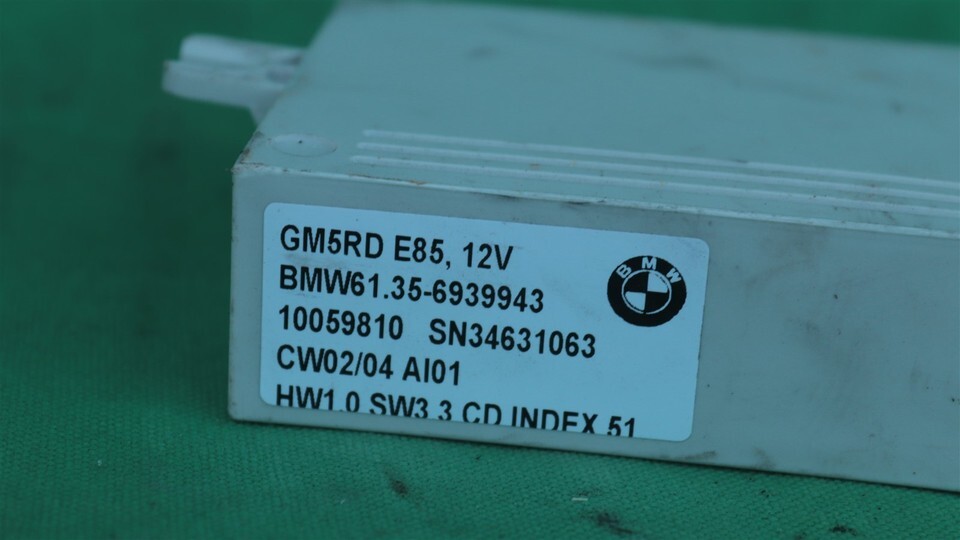 GM5RD E85, 12V
BMW61.35-6939943
BMW
10059810 SN34631063
CW02/04 AI01
HW1.0 SW3.3 CD INDEX 51